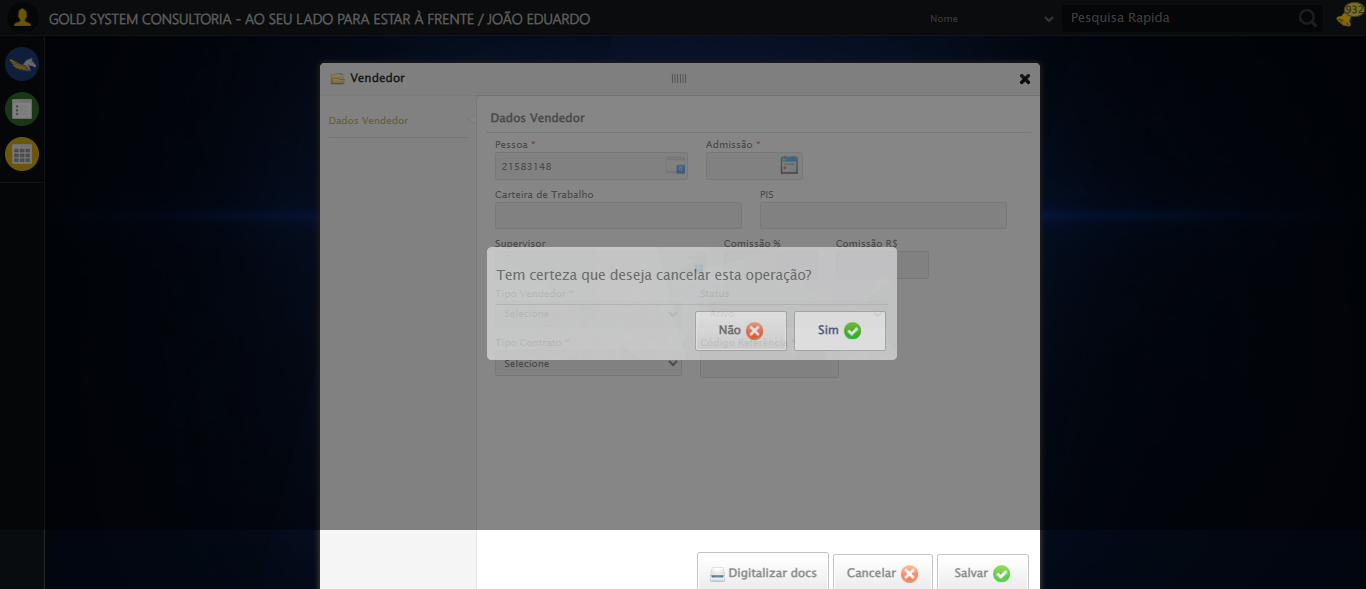 GOLD SYSTEM CONSULTORIA - AO SEU LADO PARA ESTAR À FRENTE / JOÃO EDUARDO
Nome
Pesquisa Rapida
932
Vendedor
Dados Vendedor
Dados Vendedor
Pessoa *
Admissão *
21583148
Carteira de Trabalho
PIS
Supervisor
Comissão %
Comissão R$
Tem certeza que deseja cancelar esta operação?
Tipo Vendedor *
Status
Selecione
Ativo
Não
Sim
Tipo Contrato *
Código Referência *
Selecione
Digitalizar docs
Cancelar
Salvar